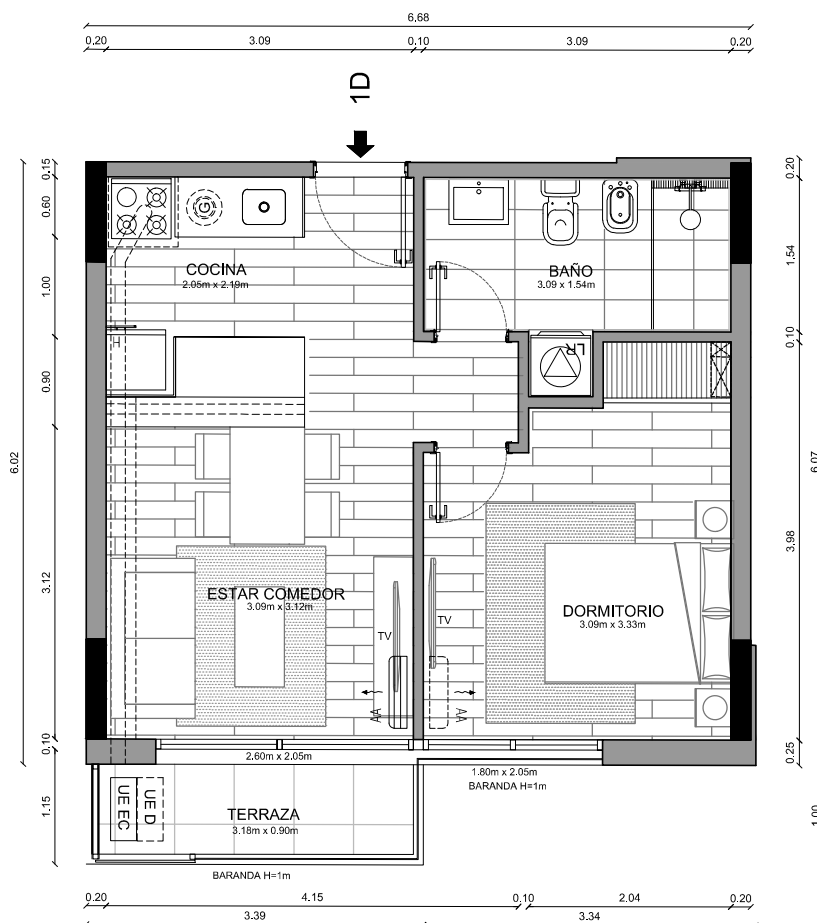 6.68
0.20 3.09 0.10 3.09 0.20
1D
0.15
0.60
1.00
0.90
3.12
0.10
1.15
6.02
0.20
1.54
0.10
3.98
0.25
6.07
1.00
G
COCINA
2.05m x 2.19m
BAÑO
3.09 x 1.54m
H
LR
ESTAR COMEDOR
3.09m x 3.12m
TV
AA
DORMITORIO
3.09m x 3.33m
TV
AA
2.60m x 2.05m
1.80m x 2.05m
BARANDA H=1m
UE EC
UE D
TERRAZA
3.18m x 0.90m
BARANDA H=1m
0.20 4.15 0.10 2.04 0.20
3.39 3.34